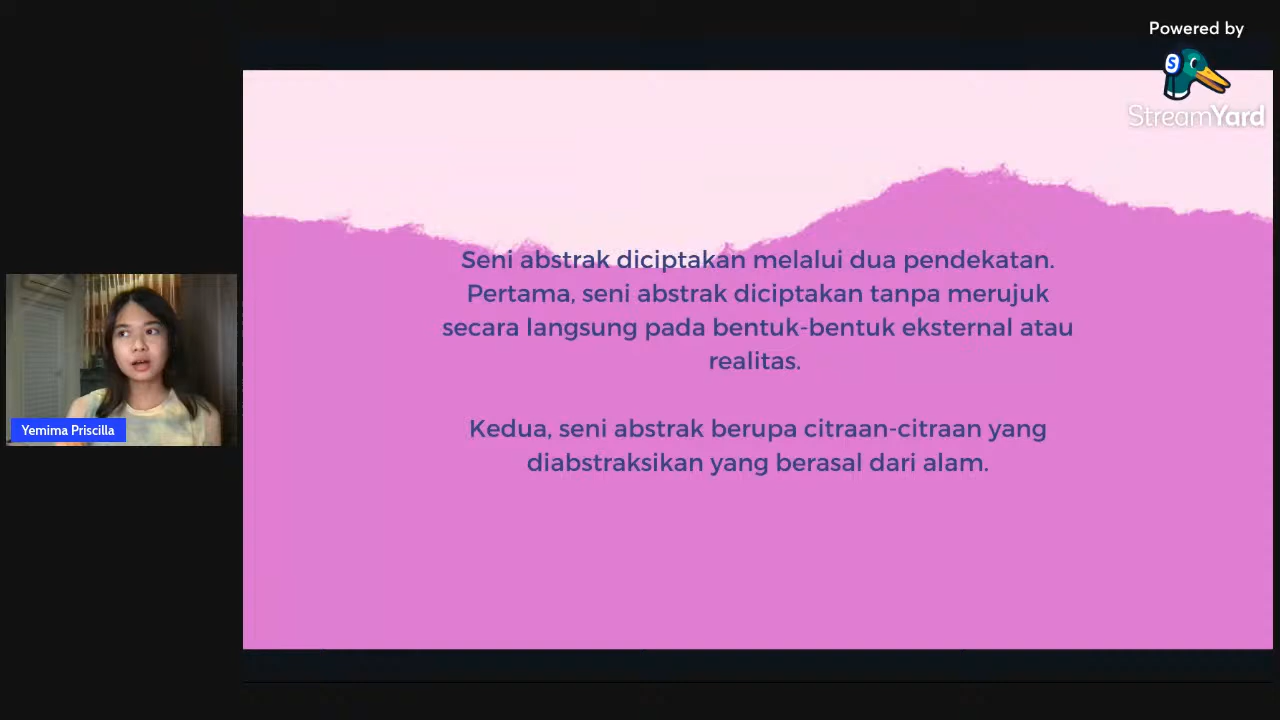 Powered by
S
StreamYard
Seni abstrak diciptakan melalui dua pendekatan.
Pertama, seni abstrak diciptakan tanpa merujuk
secara langsung pada bentuk-bentuk eksternal atau
realitas.
Kedua, seni abstrak berupa citraan-citraan yang
diabstraksikan yang berasal dari alam.
Yemima Priscilla